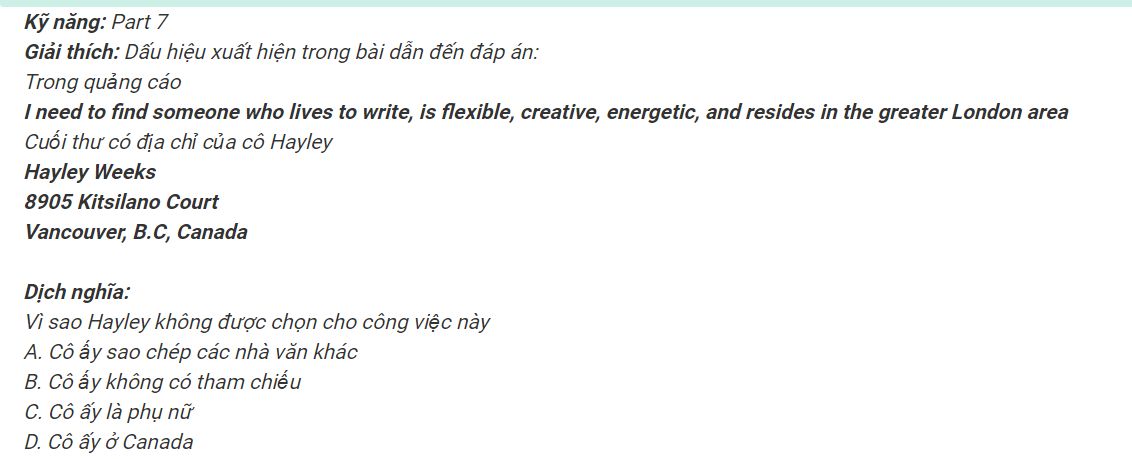 Kỹ năng: Part 7
Giải thích: Dấu hiệu xuất hiện trong bài dẫn đến đáp án:
Trong quảng cáo
I need to find someone who lives to write, is flexible, creative, energetic, and resides in the greater London area
Cuối thư có địa chỉ của cô Hayley
Hayley Weeks
8905 Kitsilano Court
Vancouver, B.C, Canada
Dịch nghĩa:
Vì sao Hayley không được chọn cho công việc này
A. Cô ấy sao chép các nhà văn khác
B. Cô ấy không có tham chiếu
C. Cô ấy là phụ nữ
D. Cô ấy ở Canada